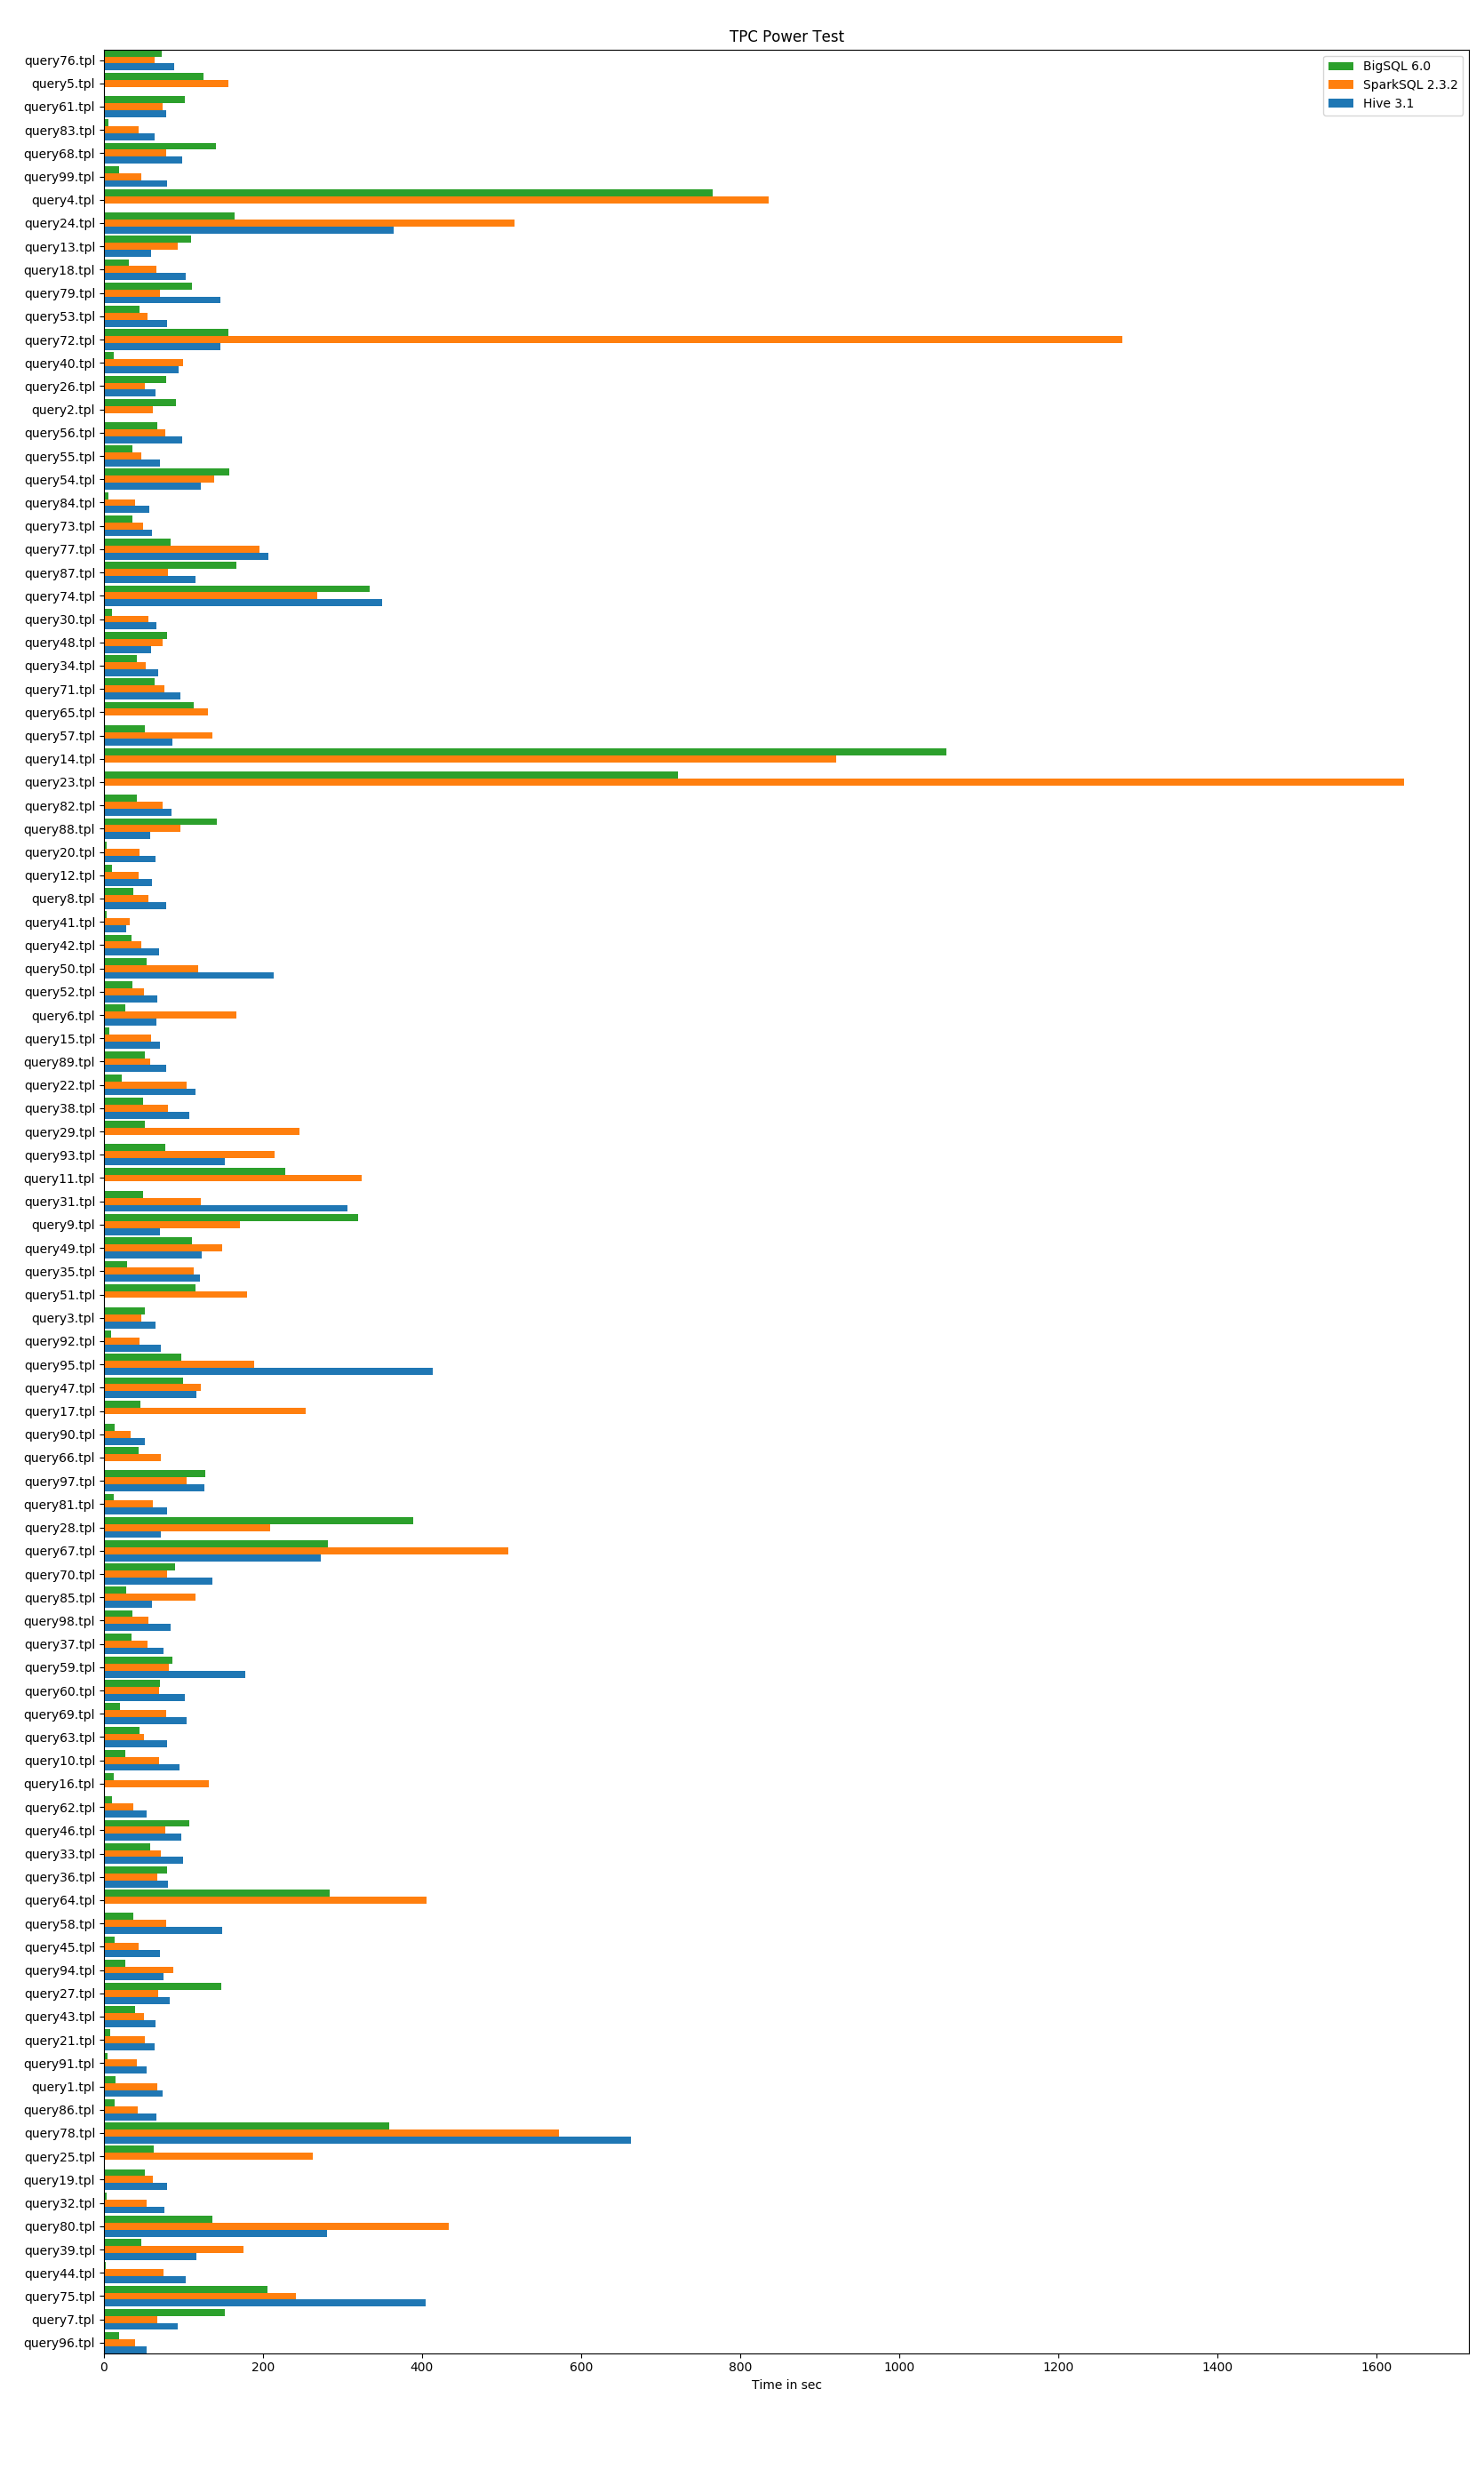 TPC Power Test
BigSQL 6.0
SparkSQL 2.3.2
Hive 3.1
query76.tpl
query5.tpl
query61.tpl
query83.tpl
query68.tpl
query99.tpl
query4.tpl
query24.tpl
query13.tpl
query18.tpl
query79.tpl
query53.tpl
query72.tpl
query40.tpl
query26.tpl
query2.tpl
query56.tpl
query55.tpl
query54.tpl
query84.tpl
query73.tpl
query77.tpl
query87.tpl
query74.tpl
query30.tpl
query48.tpl
query34.tpl
query71.tpl
query65.tpl
query57.tpl
query14.tpl
query23.tpl
query82.tpl
query88.tpl
query20.tpl
query12.tpl
query8.tpl
query41.tpl
query42.tpl
query50.tpl
query52.tpl
query6.tpl
query15.tpl
query89.tpl
query22.tpl
query38.tpl
query29.tpl
query93.tpl
query11.tpl
query31.tpl
query9.tpl
query49.tpl
query35.tpl
query51.tpl
query3.tpl
query92.tpl
query95.tpl
query47.tpl
query17.tpl
query90.tpl
query66.tpl
query97.tpl
query81.tpl
query28.tpl
query67.tpl
query70.tpl
query85.tpl
query98.tpl
query37.tpl
query59.tpl
query60.tpl
query69.tpl
query63.tpl
query10.tpl
query16.tpl
query62.tpl
query46.tpl
query33.tpl
query36.tpl
query64.tpl
query58.tpl
query45.tpl
query94.tpl
query27.tpl
query43.tpl
query21.tpl
query91.tpl
query1.tpl
query86.tpl
query78.tpl
query25.tpl
query19.tpl
query32.tpl
query80.tpl
query39.tpl
query44.tpl
query75.tpl
query7.tpl
query96.tpl
0 200 400 600 800 1000 1200 1400 1600
Time in sec